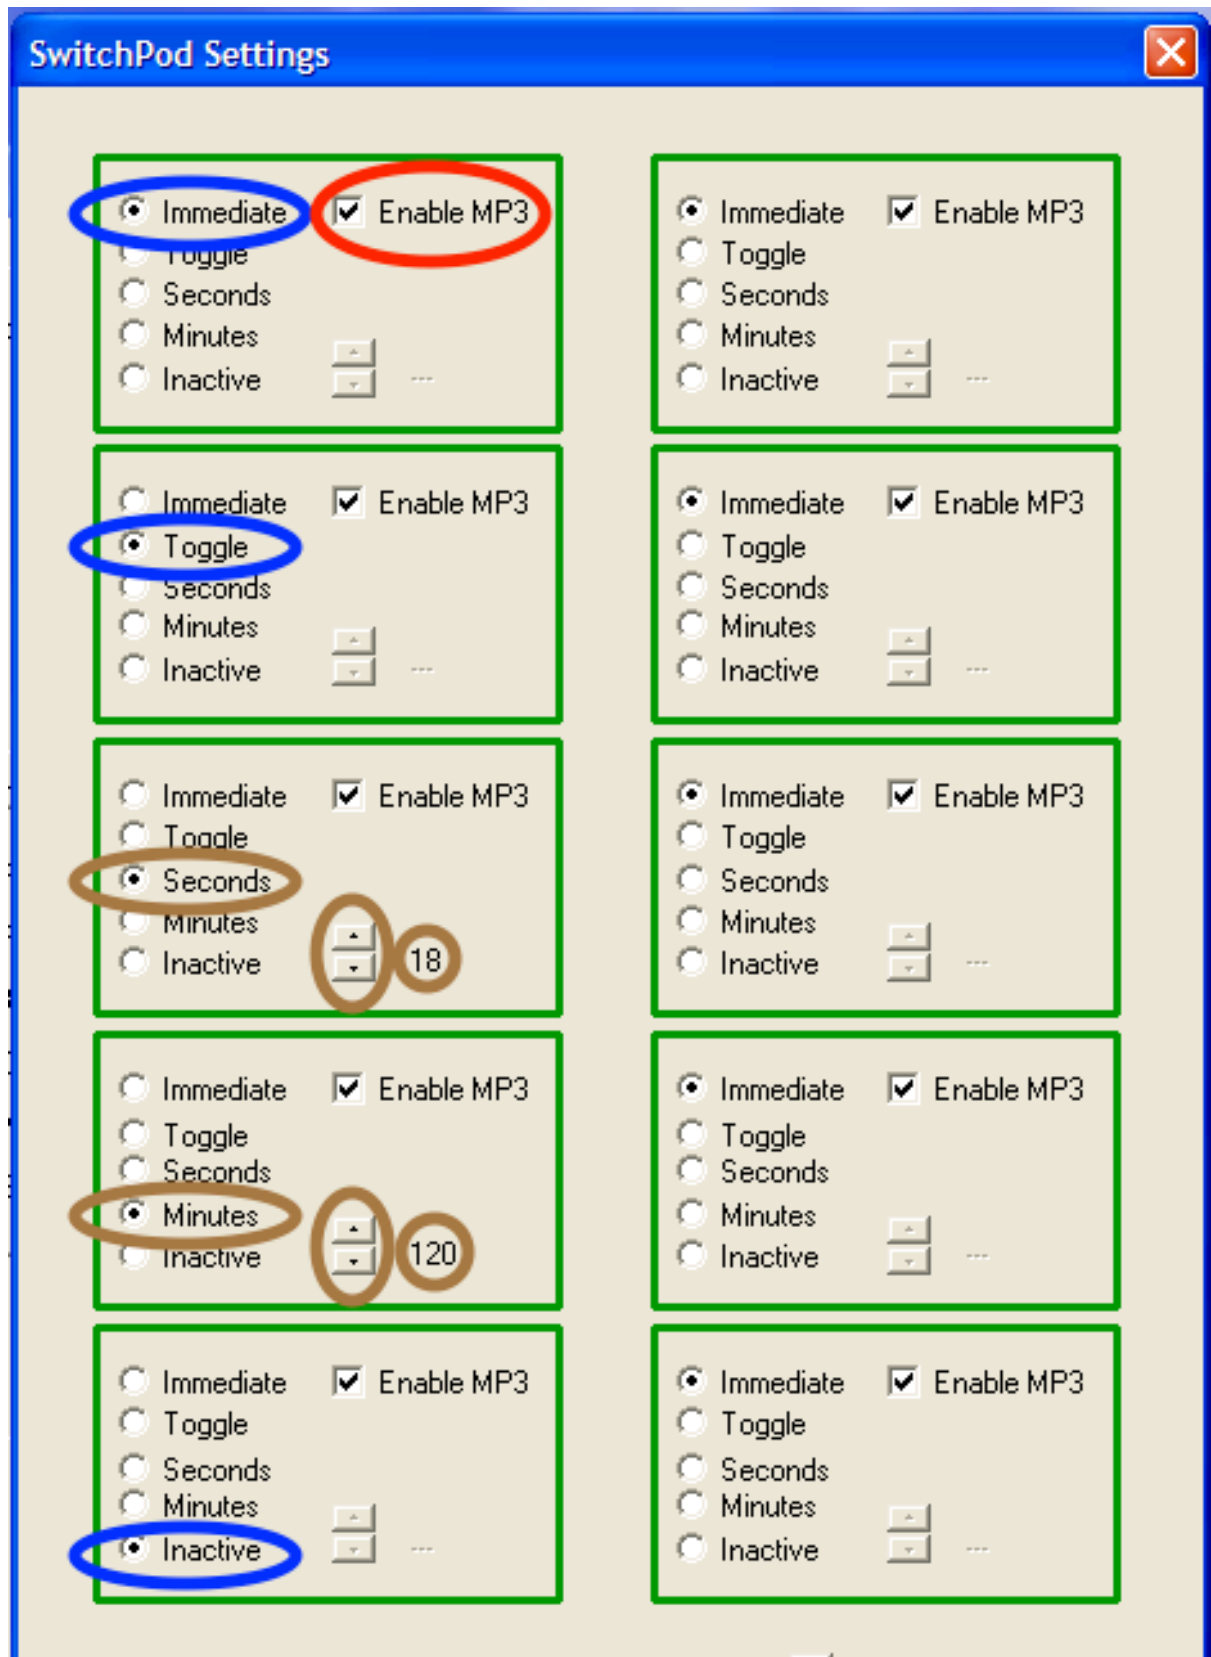 SwitchPod Settings
Immediate Enable MP3
Toggle
Seconds
Minutes
Inactive ---
Immediate Enable MP3
Toggle
Seconds
Minutes
Inactive ---
Immediate Enable MP3
Toggle
Seconds
Minutes
Inactive ---
Immediate Enable MP3
Toggle
Seconds
Minutes
Inactive ---
Immediate Enable MP3
Toggle
Seconds
Minutes
Inactive 18
Immediate Enable MP3
Toggle
Seconds
Minutes
Inactive ---
Immediate Enable MP3
Toggle
Seconds
Minutes
Inactive 120
Immediate Enable MP3
Toggle
Seconds
Minutes
Inactive ---
Immediate Enable MP3
Toggle
Seconds
Minutes
Inactive ---
Immediate Enable MP3
Toggle
Seconds
Minutes
Inactive ---